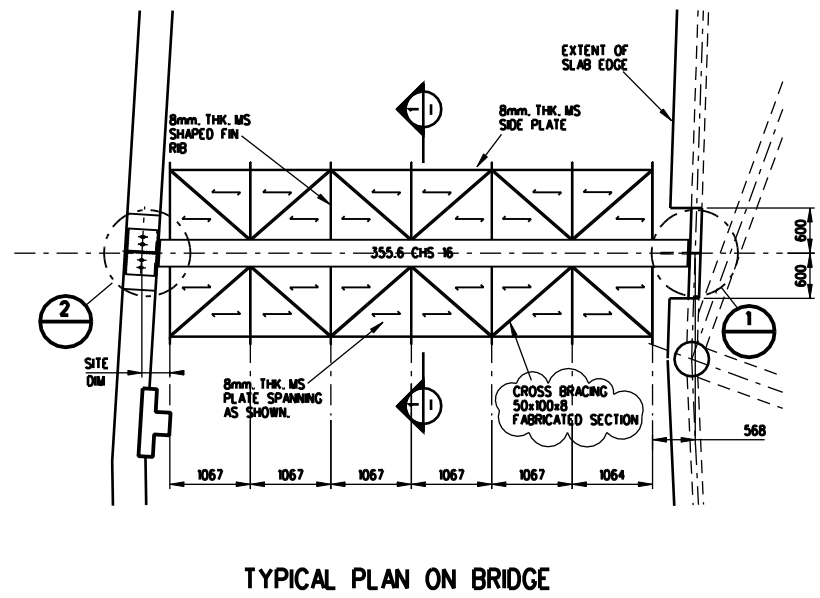 EXTENT OF
SLAB EDGE
8mm. THK. MS
SHAPED FIN
RIB
8mm. THK. MS
SIDE PLATE
600
355.6 CHS 16
600
2
1
SITE
DIM
8mm. THK. MS
PLATE SPANNING
AS SHOWN.
1
CROSS BRACING
50x100x8
FABRICATED SECTION
568
1067
1067
1067
1067
1067
1064
TYPICAL PLAN ON BRIDGE